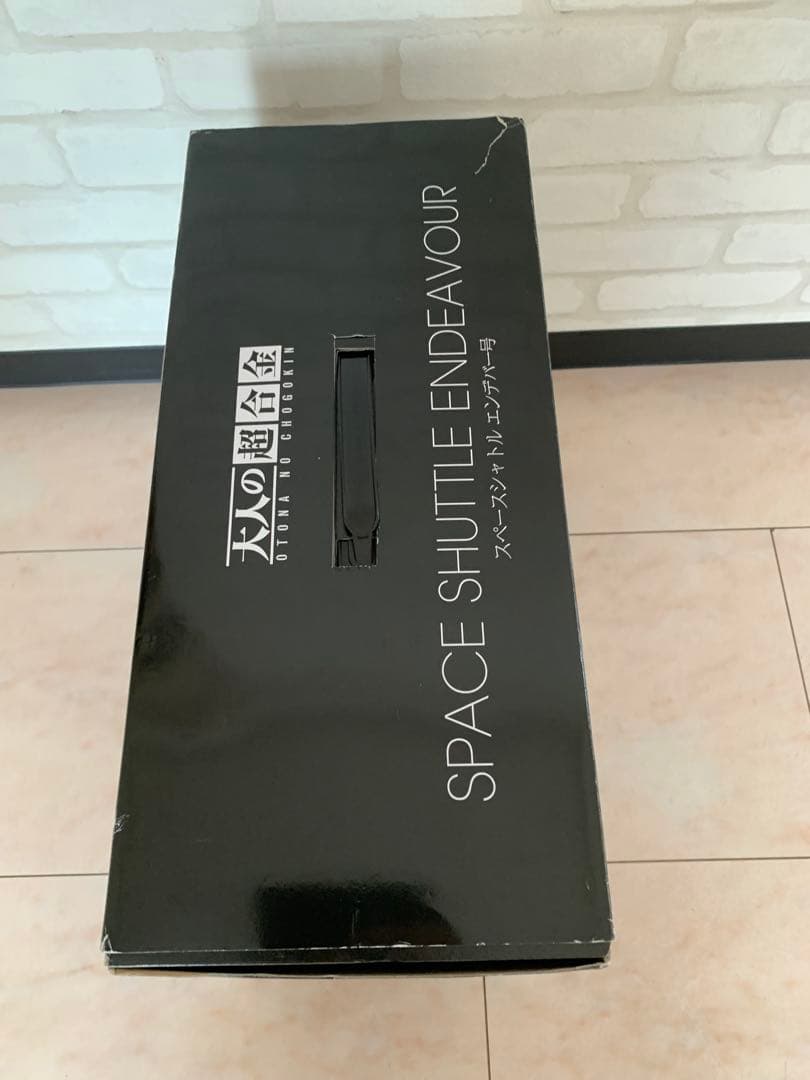 大人の超合金
OTONA NO CHOGOKIN
SPACE SHUTTLE ENDEAVOUR
スペースシャトル エンデバー号